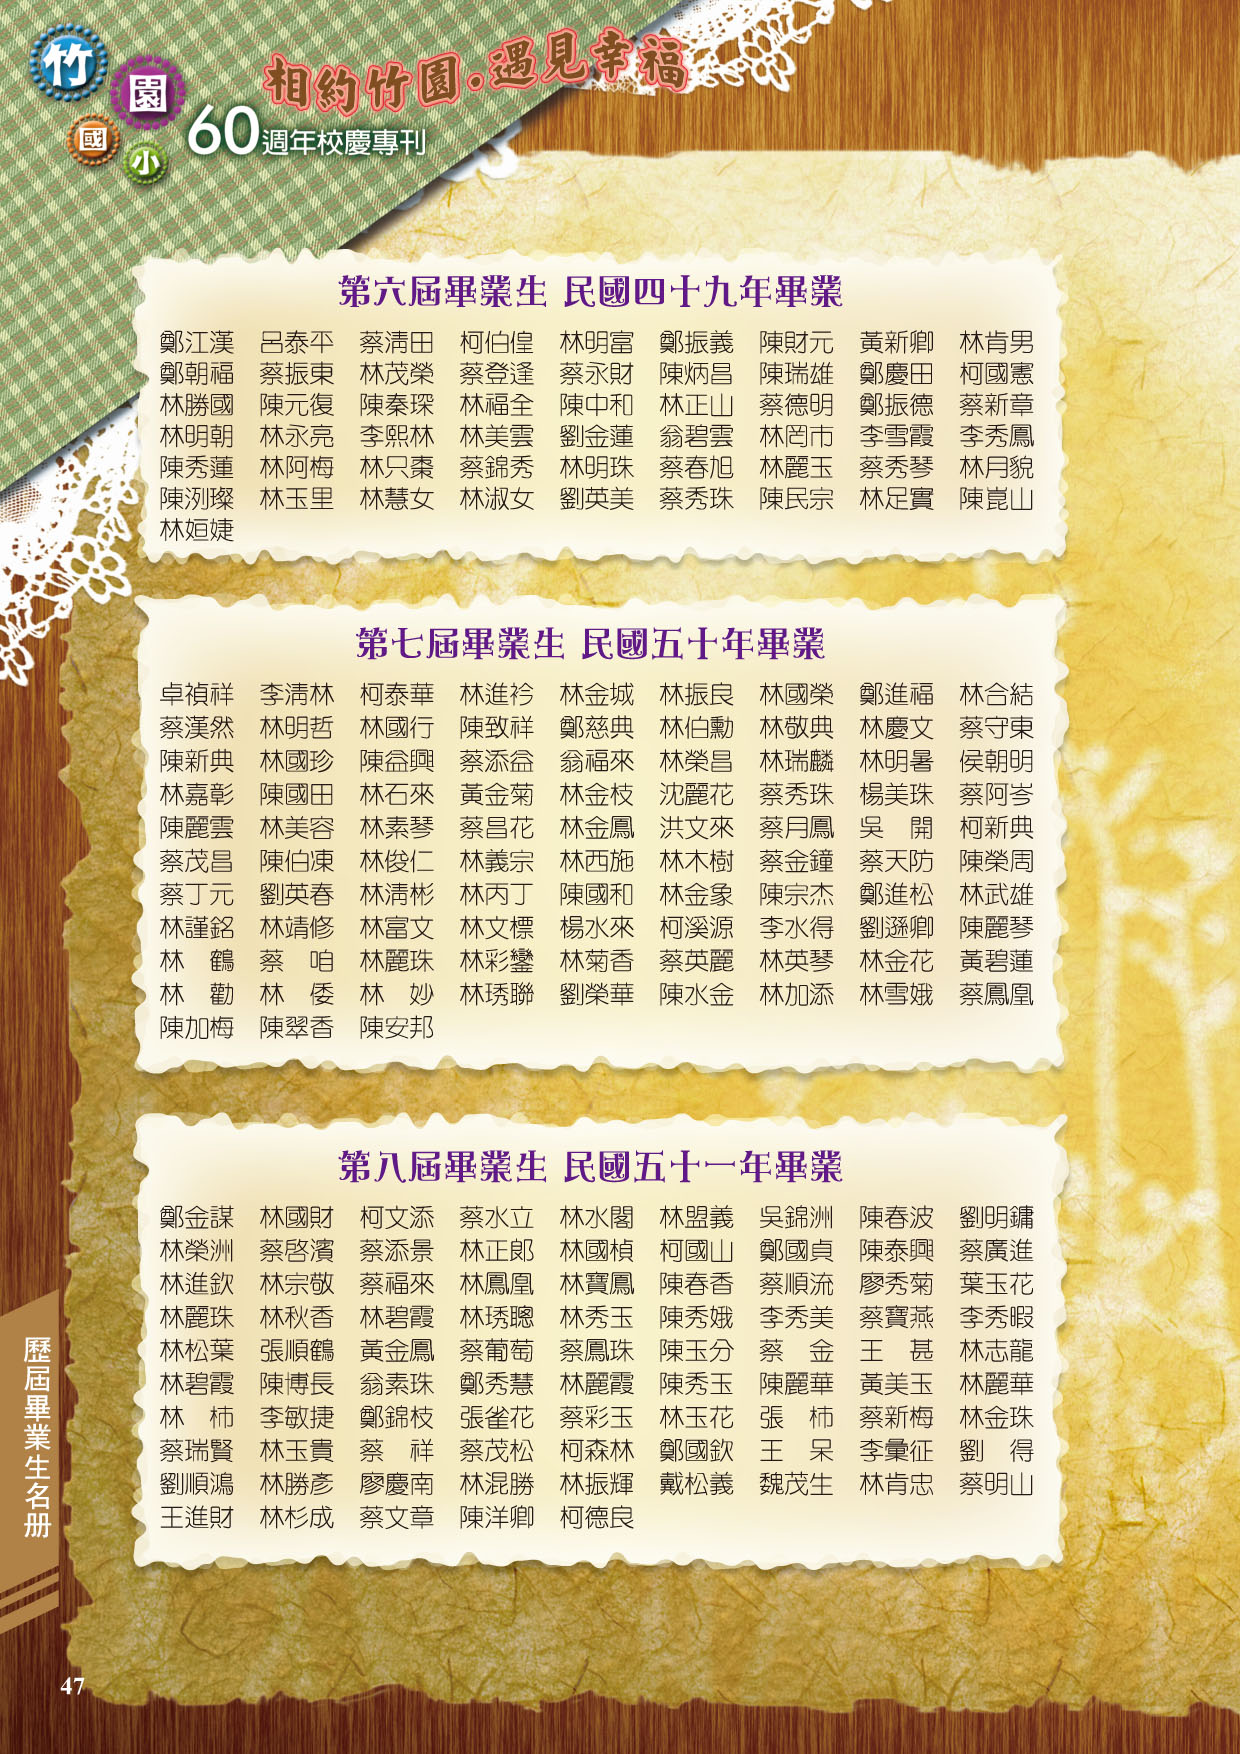 竹園國小
相約竹園‧遇見幸福
60週年校慶專刊
第六屆畢業生 民國四十九年畢業
鄭江漢 呂泰平 蔡清田 柯伯偟 林明富 鄭振義 陳財元 黃新卿 林肯男
鄭朝福 蔡振東 林茂榮 蔡登逢 蔡永財 陳炳昌 陳瑞雄 鄭慶田 柯國憲
林勝國 陳元復 陳秦琛 林福全 陳中和 林正山 蔡德明 鄭振德 蔡新章
林明朝 林永亮 李熙林 林美雲 劉金蓮 翁碧雲 林罔市 李雪霞 李秀鳳
陳秀蓮 林阿梅 林只棗 蔡錦秀 林明珠 蔡春旭 林麗玉 蔡秀琴 林月貌
陳洌璨 林玉里 林慧女 林淑女 劉英美 蔡秀珠 陳民宗 林足實 陳崑山
林姮婕
第七屆畢業生 民國五十年畢業
卓禎祥 李清林 柯泰華 林進衿 林金城 林振良 林國榮 鄭進福 林合結
蔡漢然 林明哲 林國行 陳致祥 鄭慈典 林伯勳 林敬典 林慶文 蔡守東
陳新典 林國珍 陳益興 蔡添益 翁福來 林榮昌 林瑞麟 林明暑 侯朝明
林嘉彰 陳國田 林石來 黃金菊 林金枝 沈麗花 蔡秀珠 楊美珠 蔡阿岑
陳麗雲 林美容 林素琴 蔡昌花 林金鳳 洪文來 蔡月鳳 吳　開 柯新典
蔡茂昌 陳伯凍 林俊仁 林義宗 林西施 林木樹 蔡金鐘 蔡天防 陳榮周
蔡丁元 劉英春 林清彬 林丙丁 陳國和 林金象 陳宗杰 鄭進松 林武雄
林謹銘 林靖修 林富文 林文標 楊水來 柯溪源 李水得 劉遜卿 陳麗琴
林　鶴 蔡　咱 林麗珠 林彩鑾 林菊香 蔡英麗 林英琴 林金花 黃碧蓮
林　勸 林　倭 林　妙 林琇聯 劉榮華 陳水金 林加添 林雪娥 蔡鳳凰
陳加梅 陳翠香 陳安邦
第八屆畢業生 民國五十一年畢業
鄭金謀 林國財 柯文添 蔡水立 林水閣 林盟義 吳錦洲 陳春波 劉明鏞
林榮洲 蔡啓濱 蔡添景 林正郎 林國楨 柯國山 鄭國貞 陳泰興 蔡廣進
林進欽 林宗敬 蔡福來 林鳳凰 林寶鳳 陳春香 蔡順流 廖秀菊 葉玉花
林麗珠 林秋香 林碧霞 林琇聰 林秀玉 陳秀娥 李秀美 蔡寶燕 李秀暇
林松葉 張順鶴 黃金鳳 蔡葡萄 蔡鳳珠 陳玉分 蔡　金 王　甚 林志龍
林碧霞 陳博長 翁素珠 鄭秀慧 林麗霞 陳秀玉 陳麗華 黃美玉 林麗華
林　柿 李敏捷 鄭錦枝 張雀花 蔡彩玉 林玉花 張　柿 蔡新梅 林金珠
蔡瑞賢 林玉貴 蔡　祥 蔡茂松 柯森林 鄭國欽 王　呆 李彙征 劉　得
劉順鴻 林勝彥 廖慶南 林混勝 林振輝 戴松義 魏茂生 林肯忠 蔡明山
王進財 林杉成 蔡文章 陳洋卿 柯德良
歷屆畢業生名册
47